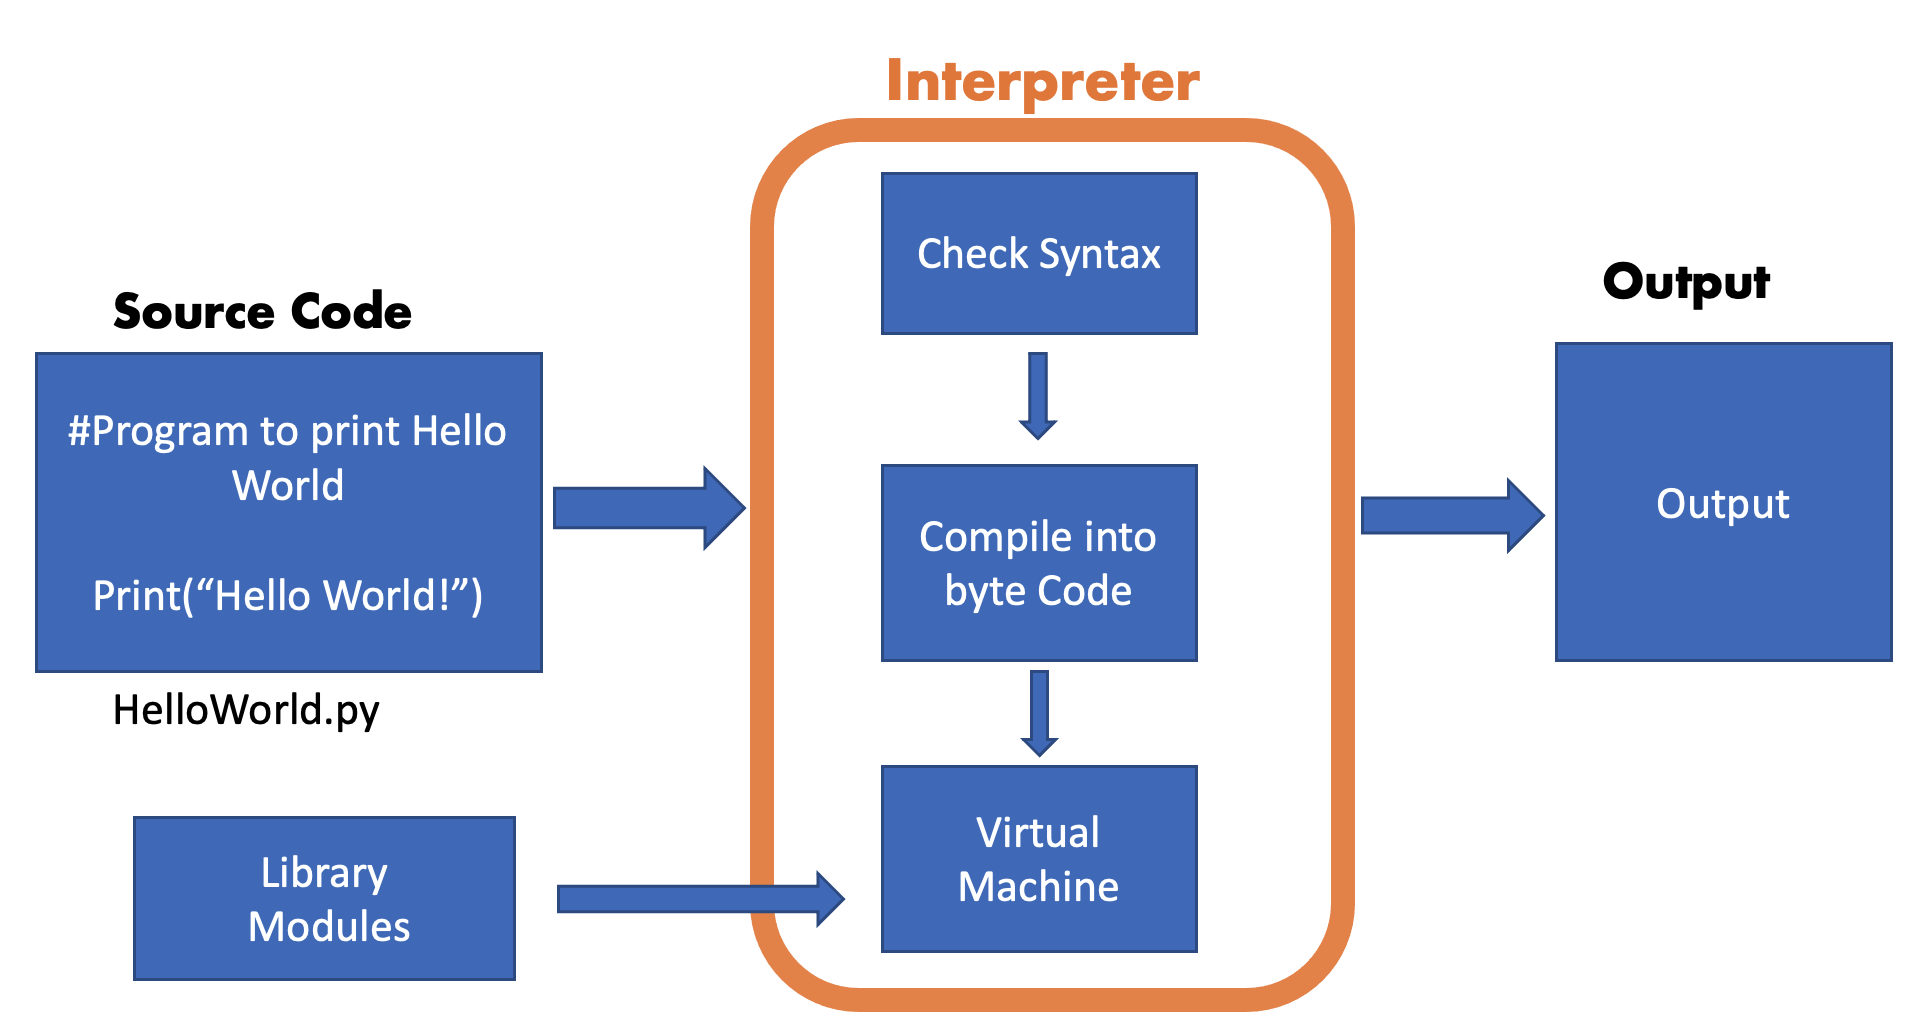 Interpreter
Source Code
#Program to print Hello
World
Print(“Hello World!”)
HelloWorld.py
Library
Modules
Check Syntax
Compile into
byte Code
Virtual
Machine
Output
Output